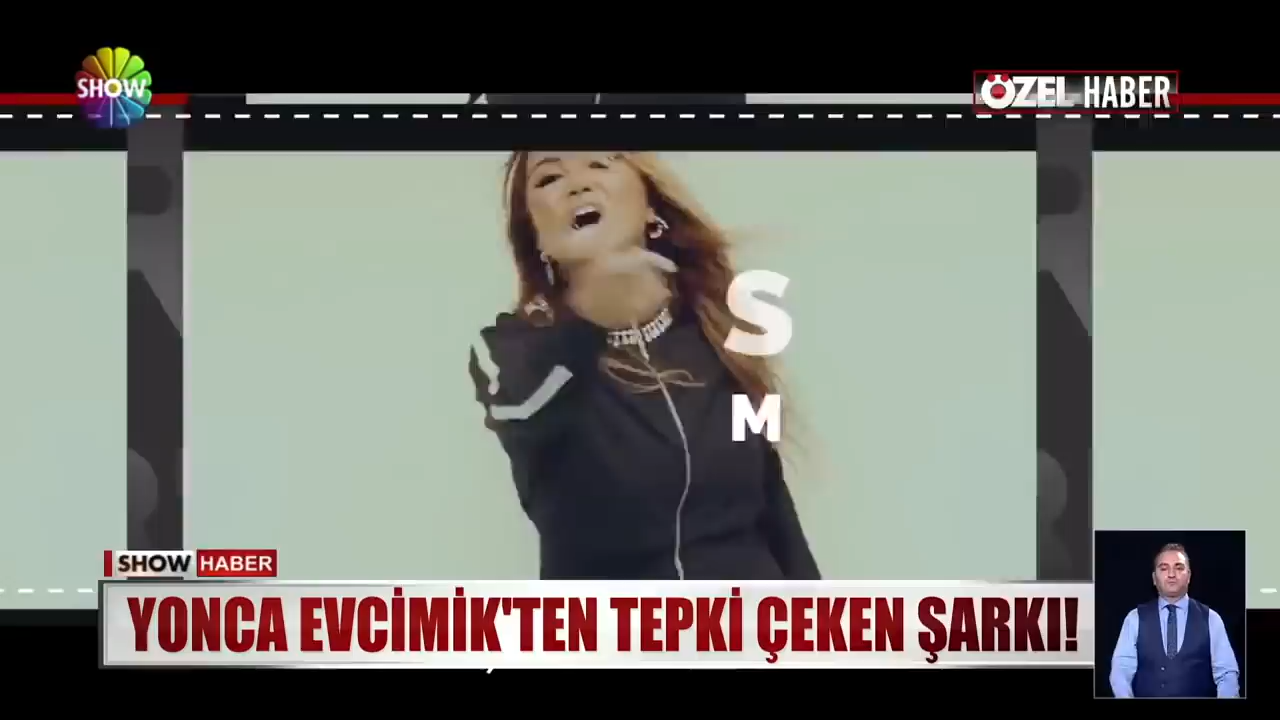 SHOW
ÖZEL HABER
S
M
SHOW HABER
YONCA EVCİMİK'TEN TEPKİ ÇEKEN ŞARKI!